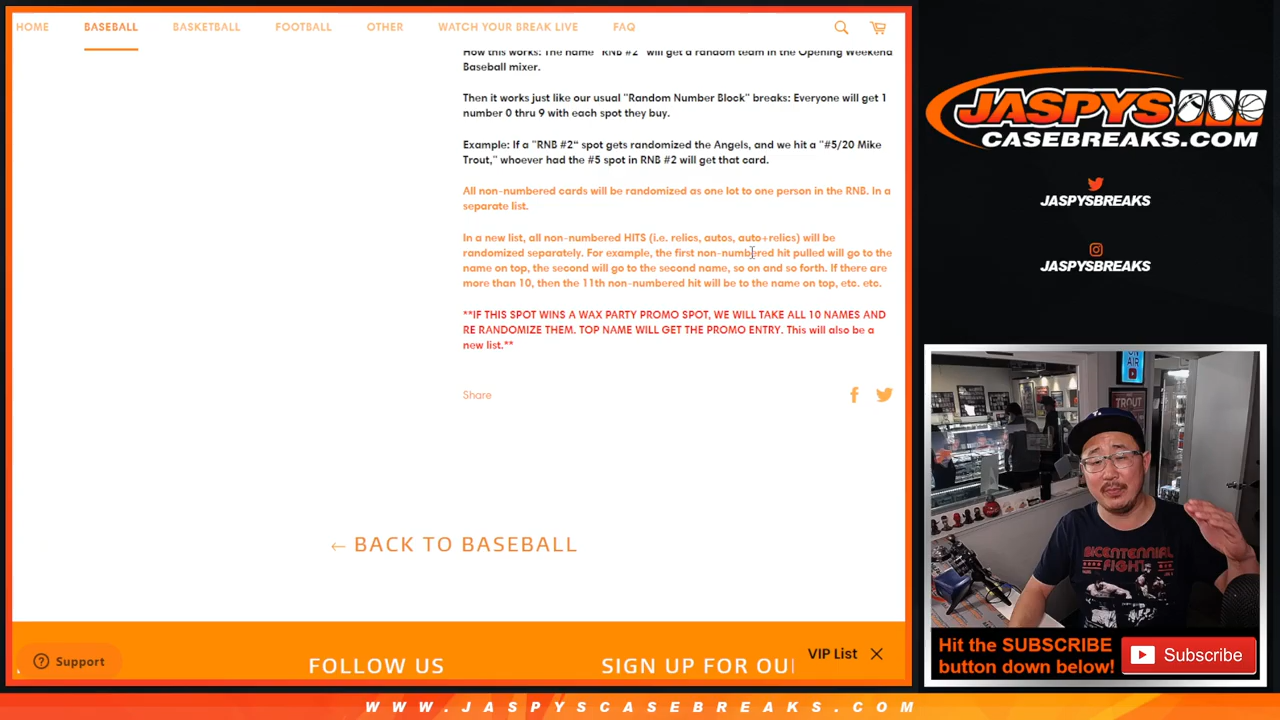 HOME BASEBALL BASKETBALL FOOTBALL OTHER WATCH YOUR BREAK LIVE FAQ
How this works: The name "RNB #2" will get a random team in the Opening Weekend
Baseball mixer.
Then it works just like our usual "Random Number Block" breaks: Everyone will get 1
number 0 thru 9 with each spot they buy.
Example: If a "RNB #2" spot gets randomized the Angels, and we hit a "#5/20 Mike
Trout," whoever had the #5 spot in RNB #2 will get that card.
All non-numbered cards will be randomized as one lot to one person in the RNB. In a
separate list.
In a new list, all non-numbered HITS (i.e. relics, autos, auto+relics) will be
randomized separately. For example, the first non-numbered hit pulled will go to the
name on top, the second will go to the second name, so on and so forth. If there are
more than 10, then the 11th non-numbered hit will be to the name on top, etc. etc.
**IF THIS SPOT WINS A WAX PARTY PROMO SPOT, WE WILL TAKE ALL 10 NAMES AND
RE RANDOMIZE THEM. TOP NAME WILL GET THE PROMO ENTRY. This will also be a
new list.**
Share
← BACK TO BASEBALL
Support
FOLLOW US
SIGN UP FOR OU
VIP List
JASPYS
CASEBREAKS.COM
JASPYSBREAKS
JASPYSBREAKS
ON
AIR
TROUT
BICENTENNIAL
FIGHT
Hit the SUBSCRIBE
button down below!
Subscribe
WWW.JASPYSCASEBREAKS.COM